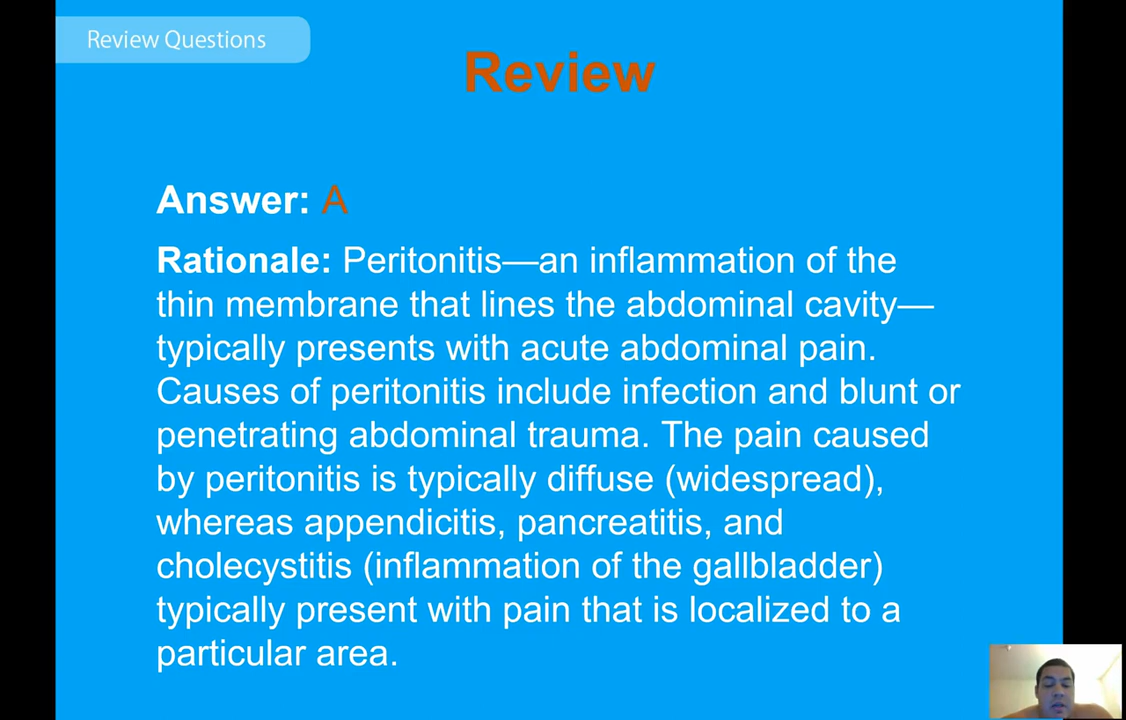 Review Questions
Review
Answer: A
Rationale: Peritonitis—an inflammation of the
thin membrane that lines the abdominal cavity—
typically presents with acute abdominal pain.
Causes of peritonitis include infection and blunt or
penetrating abdominal trauma. The pain caused
by peritonitis is typically diffuse (widespread),
whereas appendicitis, pancreatitis, and
cholecystitis (inflammation of the gallbladder)
typically present with pain that is localized to a
particular area.